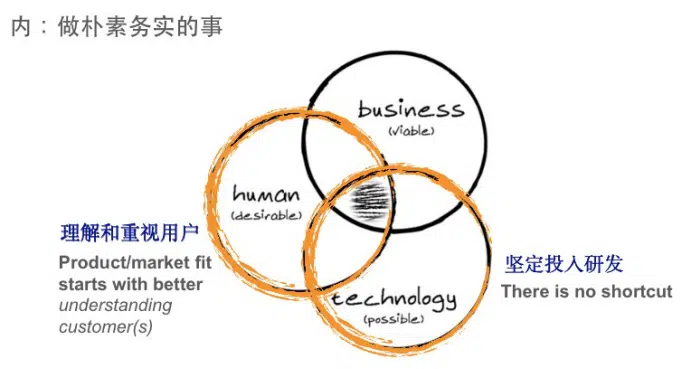 内：做朴素务实的事
business
(viable)
human
(desirable)
理解和重视用户
Product/market fit
starts with better
understanding
customer(s)
technology
(possible)
坚定投入研发
There is no shortcut